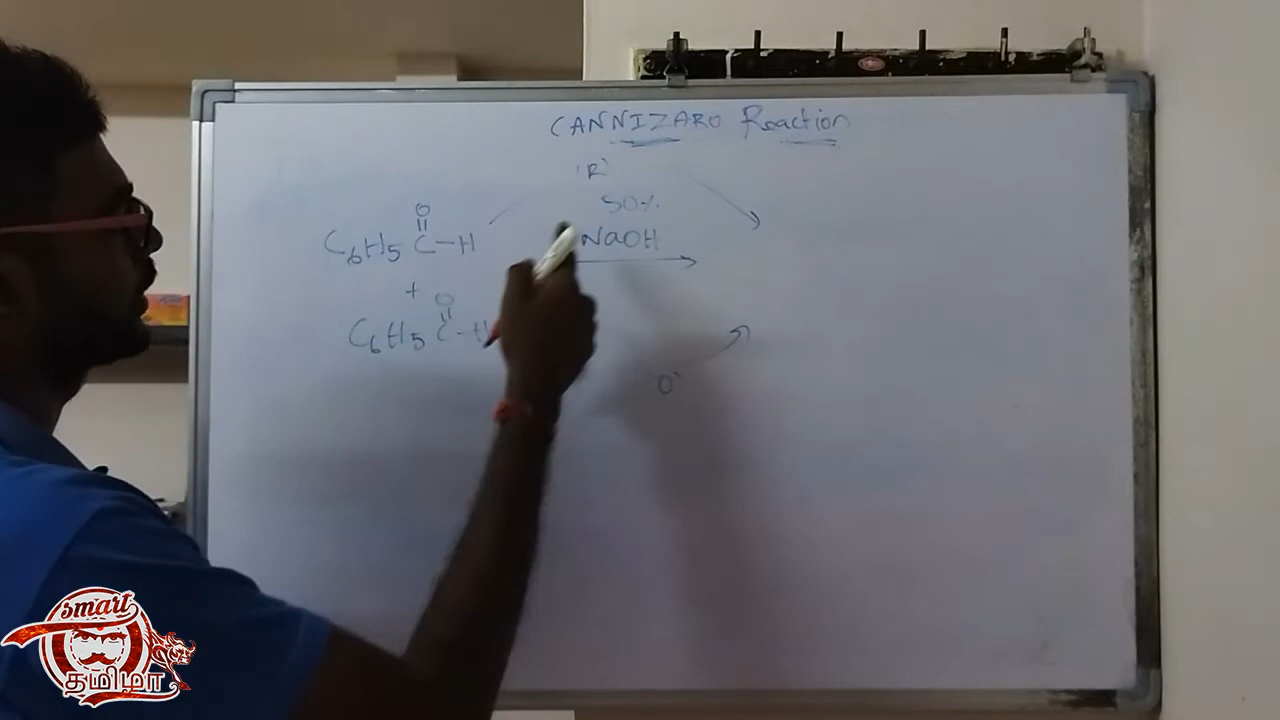 CANNIZARO Reaction
'R'
50%
NaOH
O
C6H5 C-H
+
O
C6H5 C-H
'O'
smart
தமிழா